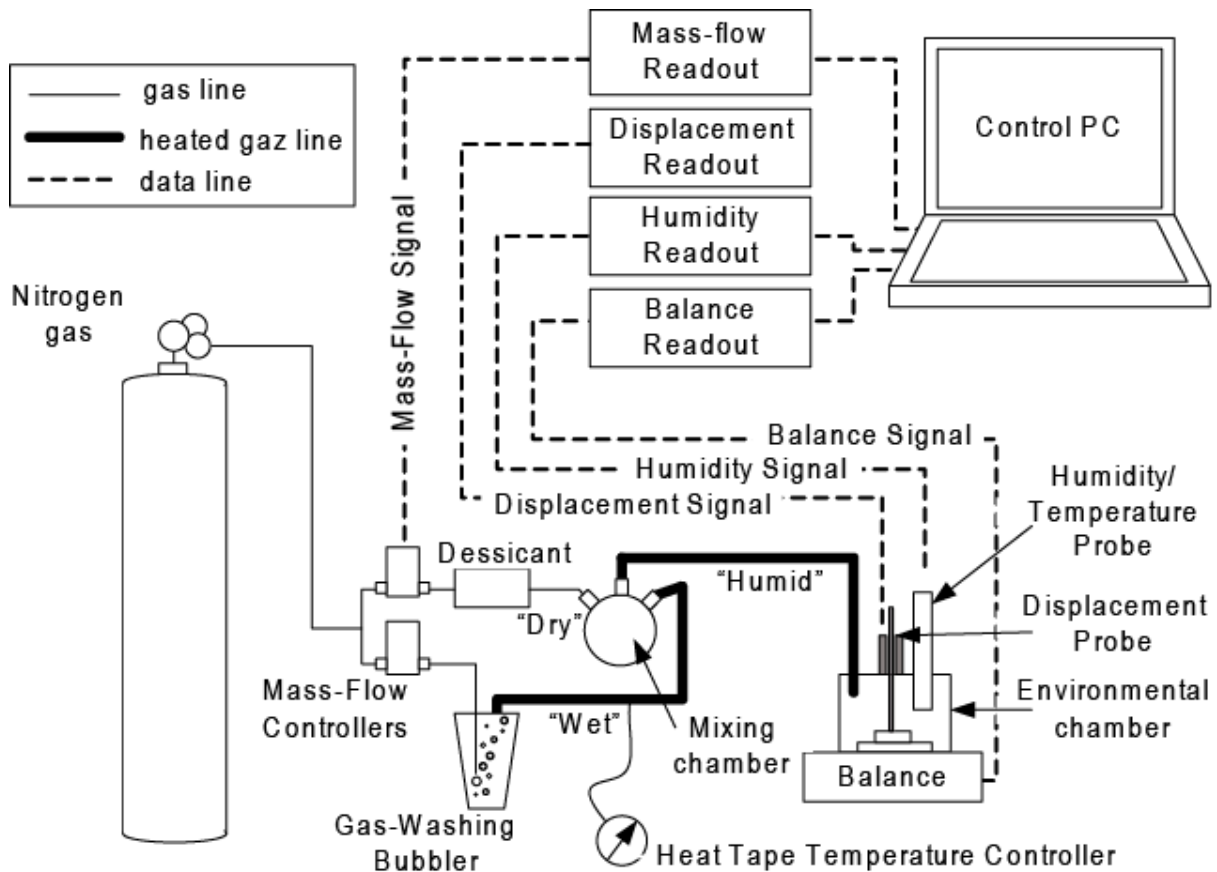 Mass-flow
Readout
gas line
heated gaz line
data line
Displacement
Readout
Control PC
Humidity
Readout
Mass-Flow Signal
Nitrogen
gas
Balance
Readout
Balance Signal
Humidity Signal
Displacement Signal
Humidity/
Temperature
Probe
Dessicant
"Humid"
"Dry"
Displacement
Probe
Mass-Flow
Controllers
"Wet"
Mixing
chamber
Environmental
chamber
Balance
Gas-Washing
Bubbler
Heat Tape Temperature Controller